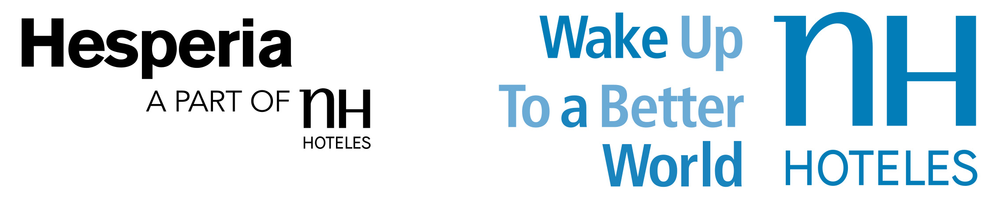 Hesperia
A PART OF nH
HOTELES
Wake Up
To a Better
World
nH
HOTELES